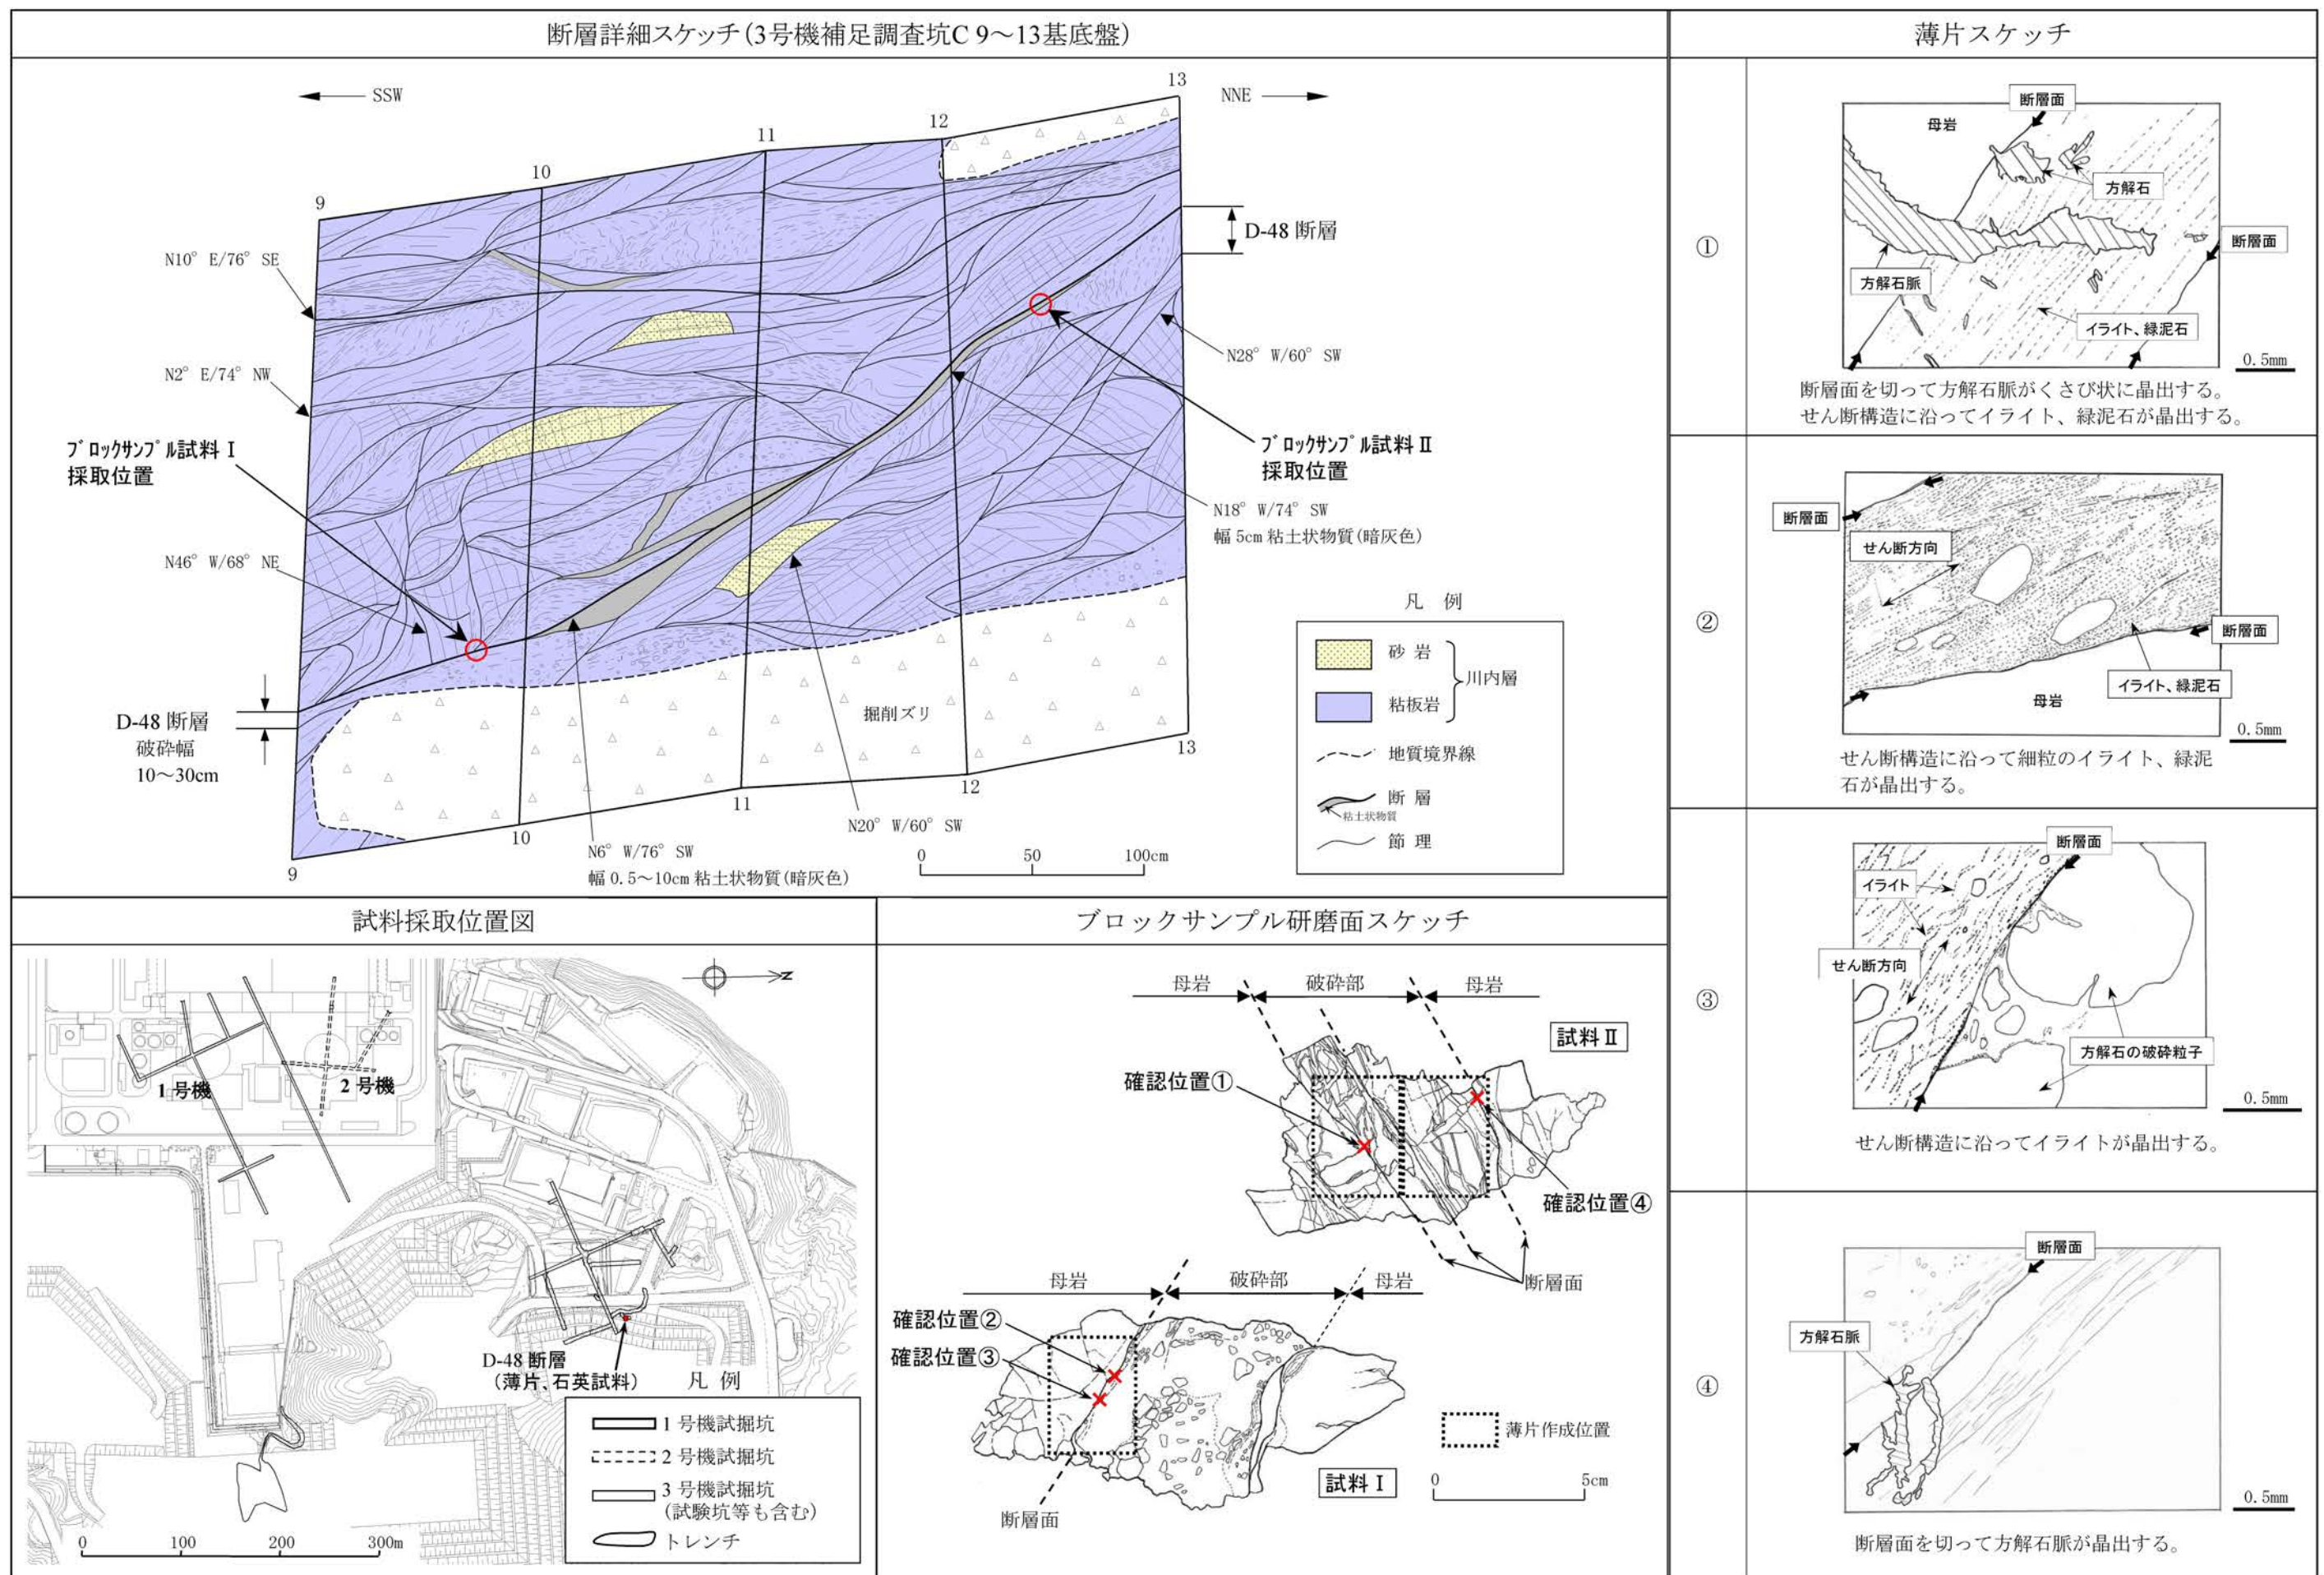 断層詳細スケッチ(3号機補足調査坑C 9～13基底盤)
SSW
NNE
9
10
11
12
13
N10° E/76° SE
N2° E/74° NW
ブロックサンプル試料Ⅰ
採取位置
N46° W/68° NE
D-48 断層
破砕幅
10～30cm
D-48 断層
N28° W/60° SW
ブロックサンプル試料Ⅱ
採取位置
N18° W/74° SW
幅 5cm 粘土状物質(暗灰色)
掘削ズリ
9
10
11
12
13
N6° W/76° SW
幅 0.5～10cm 粘土状物質(暗灰色)
N20° W/60° SW
0 50 100cm
凡 例
砂 岩
粘板岩
川内層
地質境界線
断 層
粘土状物質
節 理
試料採取位置図
N
1 号機
2 号機
D-48 断層
(薄片、石英試料)
凡 例
1 号機試掘坑
2 号機試掘坑
3 号機試掘坑
(試験坑等も含む)
トレンチ
0 100 200 300m
ブロックサンプル研磨面スケッチ
母岩 破砕部 母岩
試料Ⅱ
確認位置①
確認位置④
断層面
母岩 破砕部 母岩
確認位置②
確認位置③
断層面
試料Ⅰ
薄片作成位置
0 5cm
薄片スケッチ
①
断層面
母岩
方解石
断層面
方解石脈
イライト、緑泥石
0.5mm
断層面を切って方解石脈がくさび状に晶出する。
せん断構造に沿ってイライト、緑泥石が晶出する。
②
断層面
せん断方向
断層面
イライト、緑泥石
母岩
0.5mm
せん断構造に沿って細粒のイライト、緑泥
石が晶出する。
③
断層面
イライト
せん断方向
方解石の破砕粒子
0.5mm
せん断構造に沿ってイライトが晶出する。
④
断層面
方解石脈
0.5mm
断層面を切って方解石脈が晶出する。